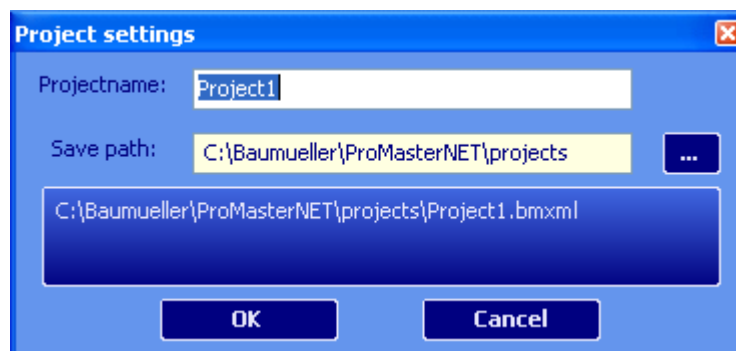 Project settings
Projectname: Project1
Save path: C:\Baumueller\ProMasterNET\projects ...
C:\Baumueller\ProMasterNET\projects\Project1.bmxml
OK Cancel